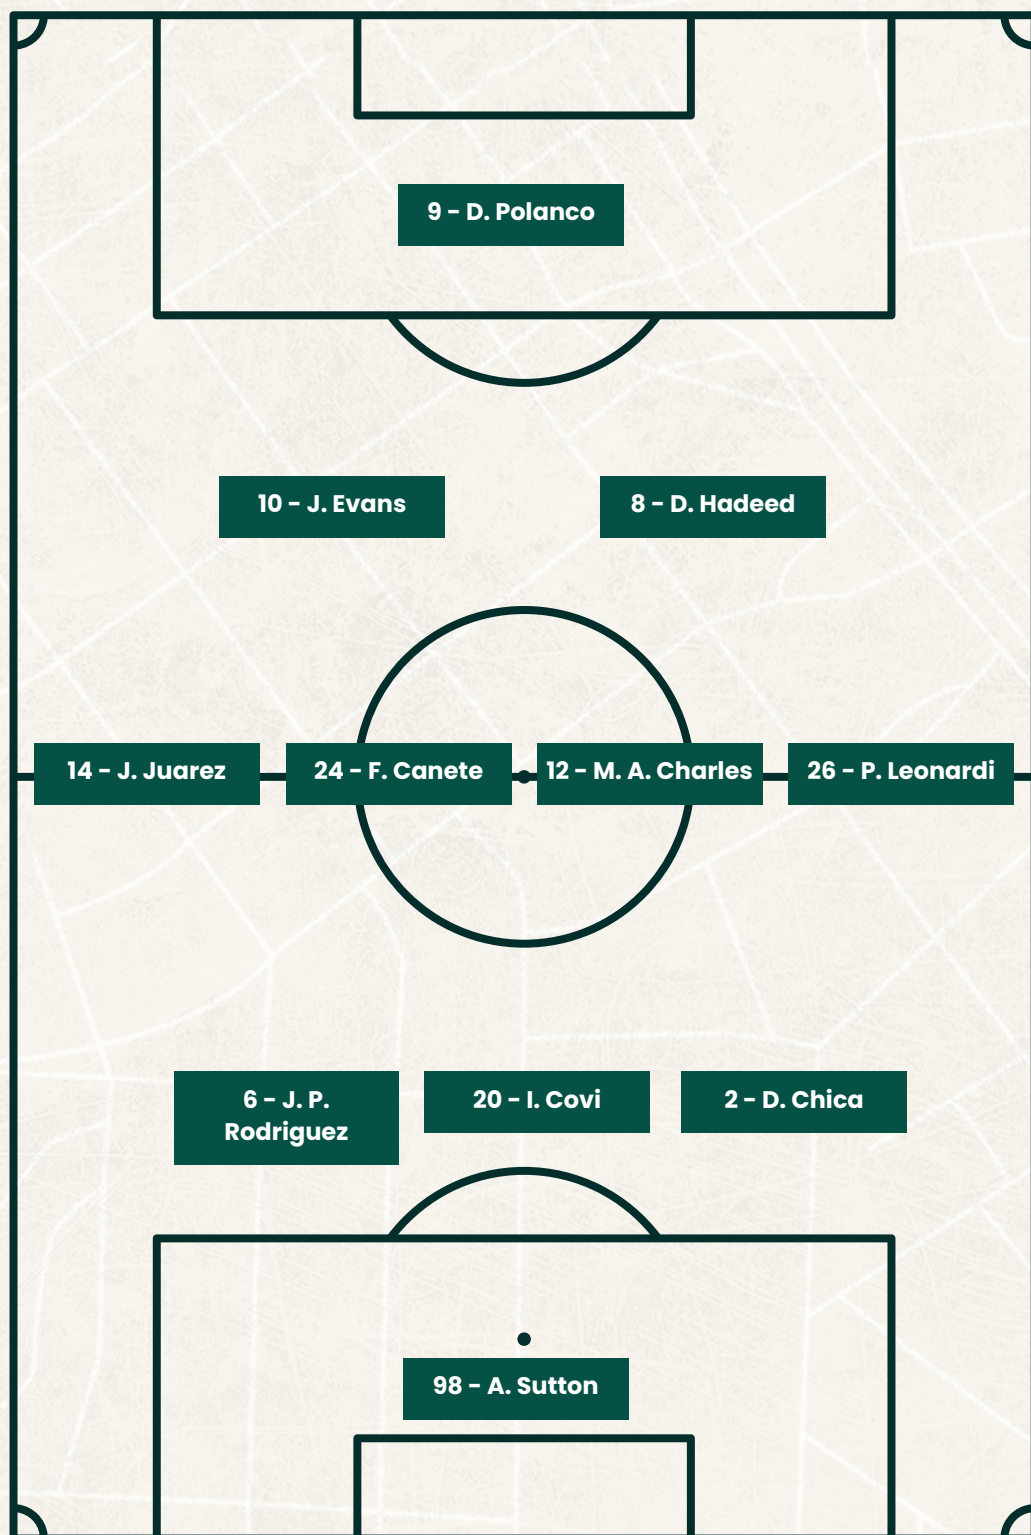 9 – D. Polanco
10 – J. Evans
8 – D. Hadeed
14 – J. Juarez
24 – F. Canete
12 – M. A. Charles
26 – P. Leonardi
6 – J. P.
Rodriguez
20 – I. Covi
2 – D. Chica
98 – A. Sutton